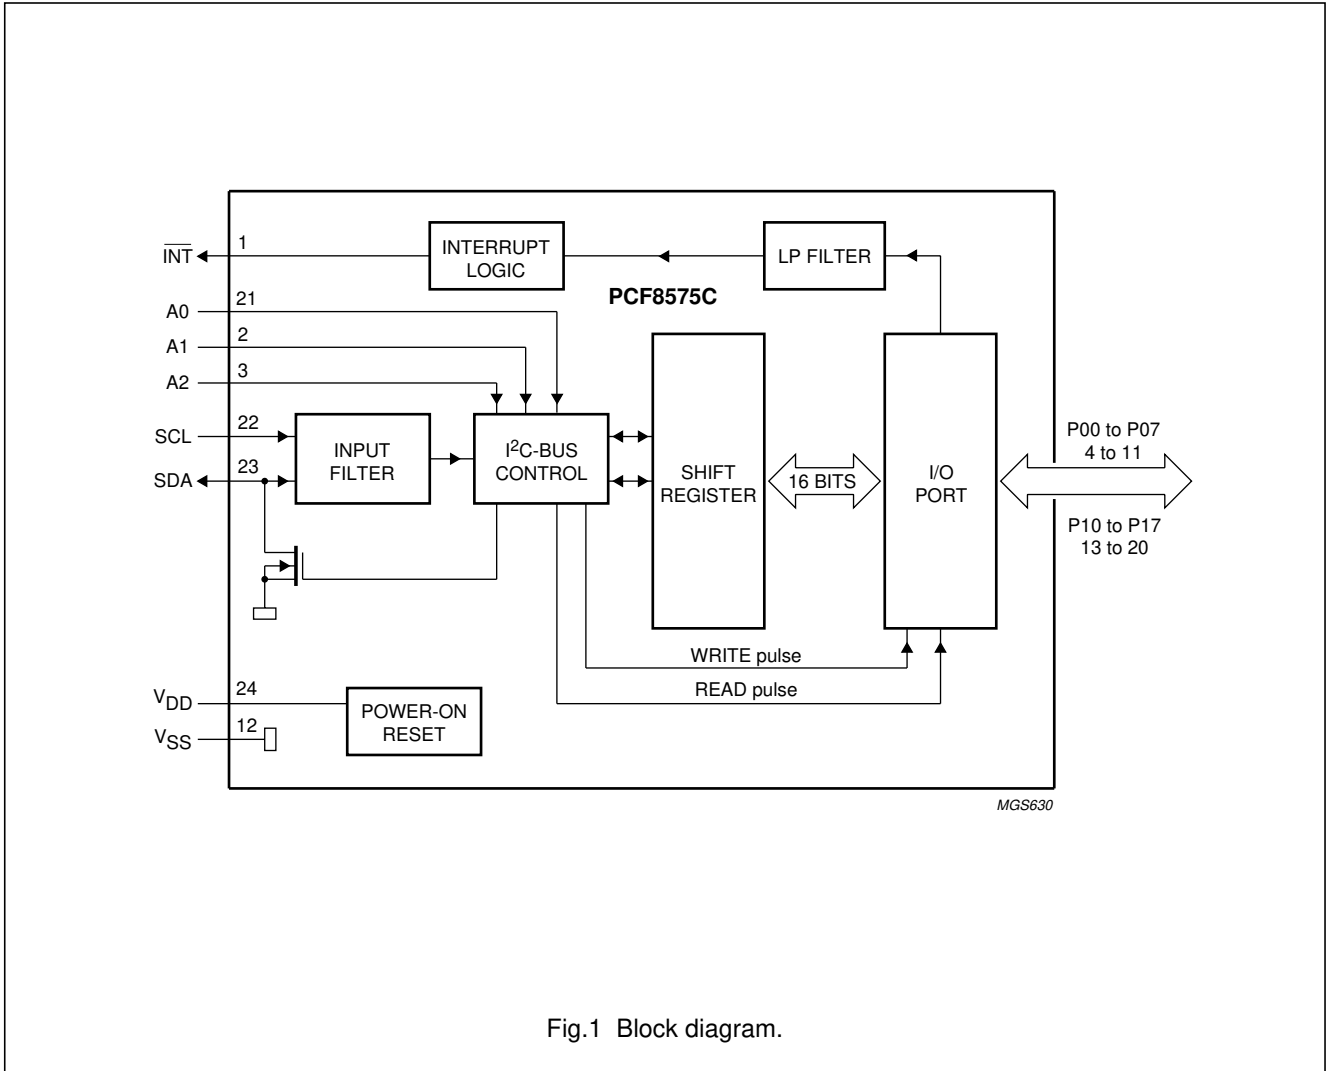 1
INT
INTERRUPT
LOGIC
LP FILTER
PCF8575C
21
A0
2
A1
3
A2
22
SCL
23
SDA
INPUT
FILTER
I²C-BUS
CONTROL
SHIFT
REGISTER
16 BITS
I/O
PORT
P00 to P07
4 to 11
P10 to P17
13 to 20
WRITE pulse
READ pulse
24
VDD
12
VSS
POWER-ON
RESET
MGS630
Fig.1 Block diagram.